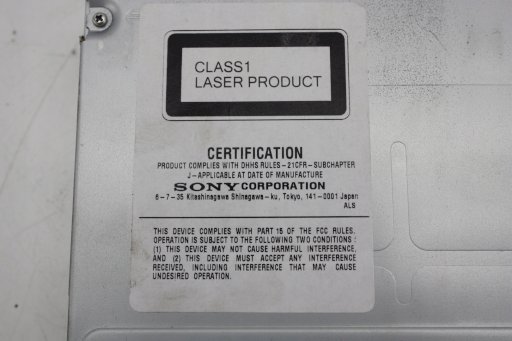 CLASS1
LASER PRODUCT
CERTIFICATION
PRODUCT COMPLIES WITH DHHS RULES-21CFR-SUBCHAPTER
J-APPLICABLE AT DATE OF MANUFACTURE
SONY CORPORATION
6-7-35 Kitashinagawa Shinagawa-ku, Tokyo, 141-0001 Japan
ALS
THIS DEVICE COMPLIES WITH PART 15 OF THE FCC RULES.
OPERATION IS SUBJECT TO THE FOLLOWING TWO CONDITIONS :
(1) THIS DEVICE MAY NOT CAUSE HARMFUL INTERFERENCE,
AND (2) THIS DEVICE MUST ACCEPT ANY INTERFERENCE
RECEIVED, INCLUDING INTERFERENCE THAT MAY CAUSE
UNDESIRED OPERATION.